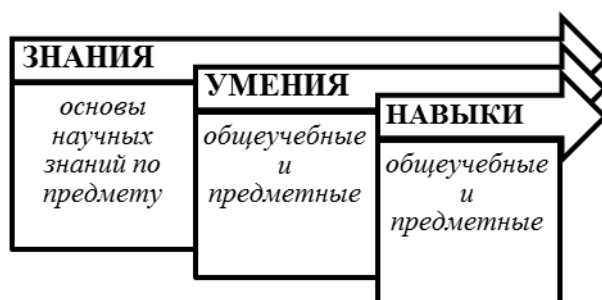 ЗНАНИЯ
основы
научных
знаний по
предмету
УМЕНИЯ
общеучебные
и
предметные
НАВЫКИ
общеучебные
и
предметные